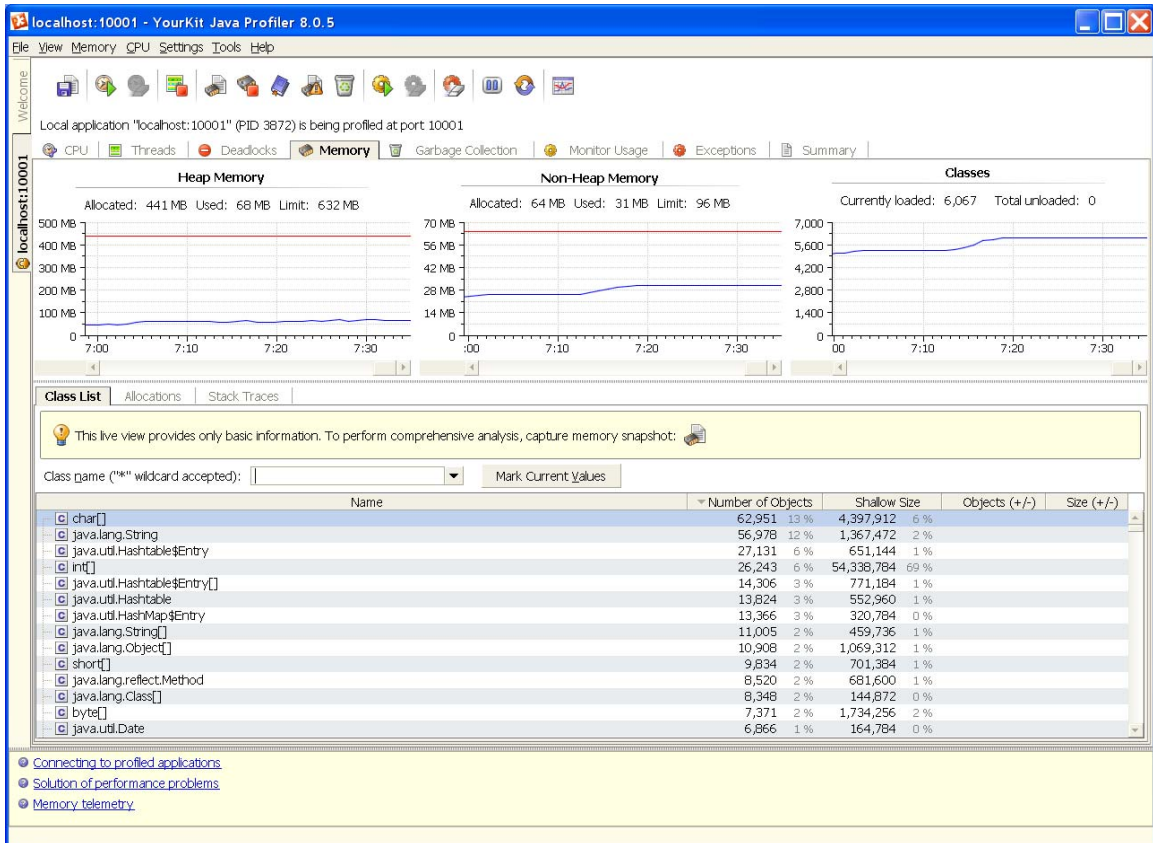 localhost:10001 - YourKit Java Profiler 8.0.5
File View Memory CPU Settings Tools Help
Welcome
localhost:10001
Local application "localhost:10001" (PID 3872) is being profiled at port 10001
CPU Threads Deadlocks Memory Garbage Collection Monitor Usage Exceptions Summary
Heap Memory
Allocated: 441 MB Used: 68 MB Limit: 632 MB
500 MB
400 MB
300 MB
200 MB
100 MB
0
7:00 7:10 7:20 7:30
Non-Heap Memory
Allocated: 64 MB Used: 31 MB Limit: 96 MB
70 MB
56 MB
42 MB
28 MB
14 MB
0
:00 7:10 7:20 7:30
Classes
Currently loaded: 6,067 Total unloaded: 0
7,000
5,600
4,200
2,800
1,400
0
00 7:10 7:20 7:30
Class List Allocations Stack Traces
This live view provides only basic information. To perform comprehensive analysis, capture memory snapshot:
Class name ("*" wildcard accepted): Mark Current Values
Name Number of Objects Shallow Size Objects (+/-) Size (+/-)
char[] 62,951 13 % 4,397,912 6 %
java.lang.String 56,978 12 % 1,367,472 2 %
java.util.Hashtable$Entry 27,131 6 % 651,144 1 %
int[] 26,243 6 % 54,338,784 69 %
java.util.Hashtable$Entry[] 14,306 3 % 771,184 1 %
java.util.Hashtable 13,824 3 % 552,960 1 %
java.util.HashMap$Entry 13,366 3 % 320,784 0 %
java.lang.String[] 11,005 2 % 459,736 1 %
java.lang.Object[] 10,908 2 % 1,069,312 1 %
short[] 9,834 2 % 701,384 1 %
java.lang.reflect.Method 8,520 2 % 681,600 1 %
java.lang.Class[] 8,348 2 % 144,872 0 %
byte[] 7,371 2 % 1,734,256 2 %
java.util.Date 6,866 1 % 164,784 0 %
Connecting to profiled applications
Solution of performance problems
Memory telemetry